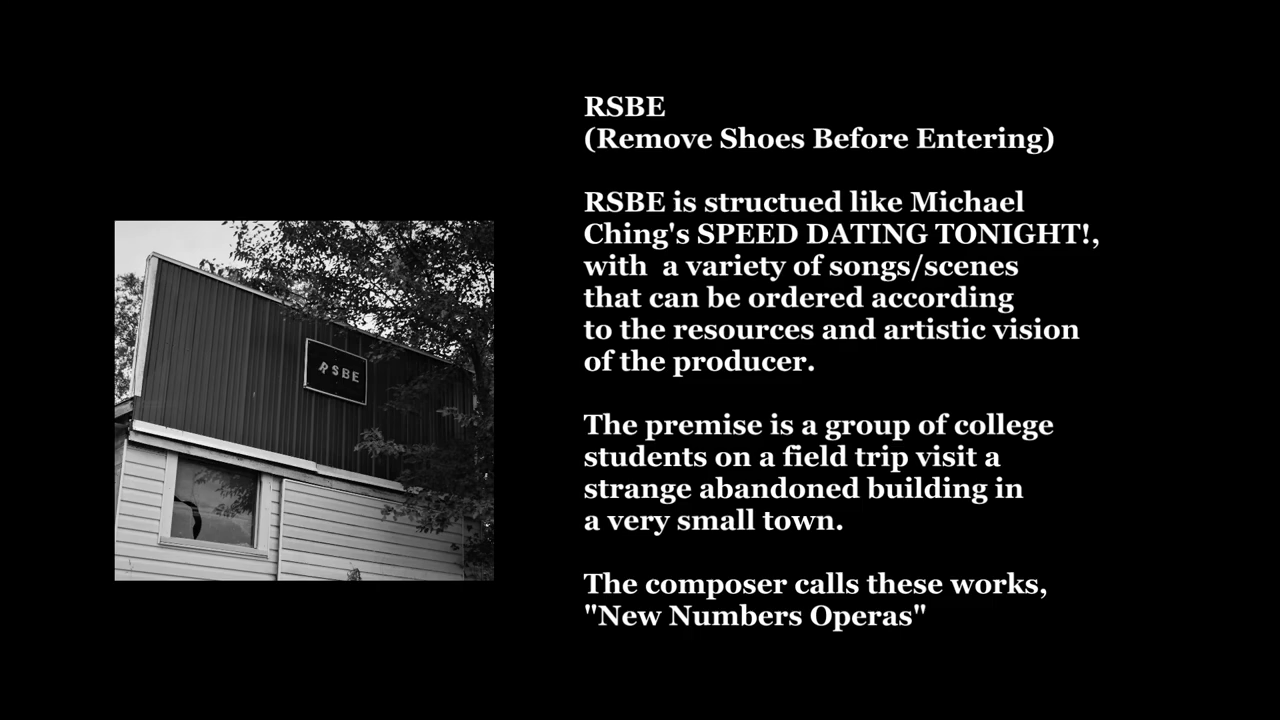 RSBE
(Remove Shoes Before Entering)
RSBE is structued like Michael
Ching's SPEED DATING TONIGHT!,
with  a variety of songs/scenes
that can be ordered according
to the resources and artistic vision
of the producer.
The premise is a group of college
students on a field trip visit a
strange abandoned building in
a very small town.
The composer calls these works,
"New Numbers Operas"
RSBE